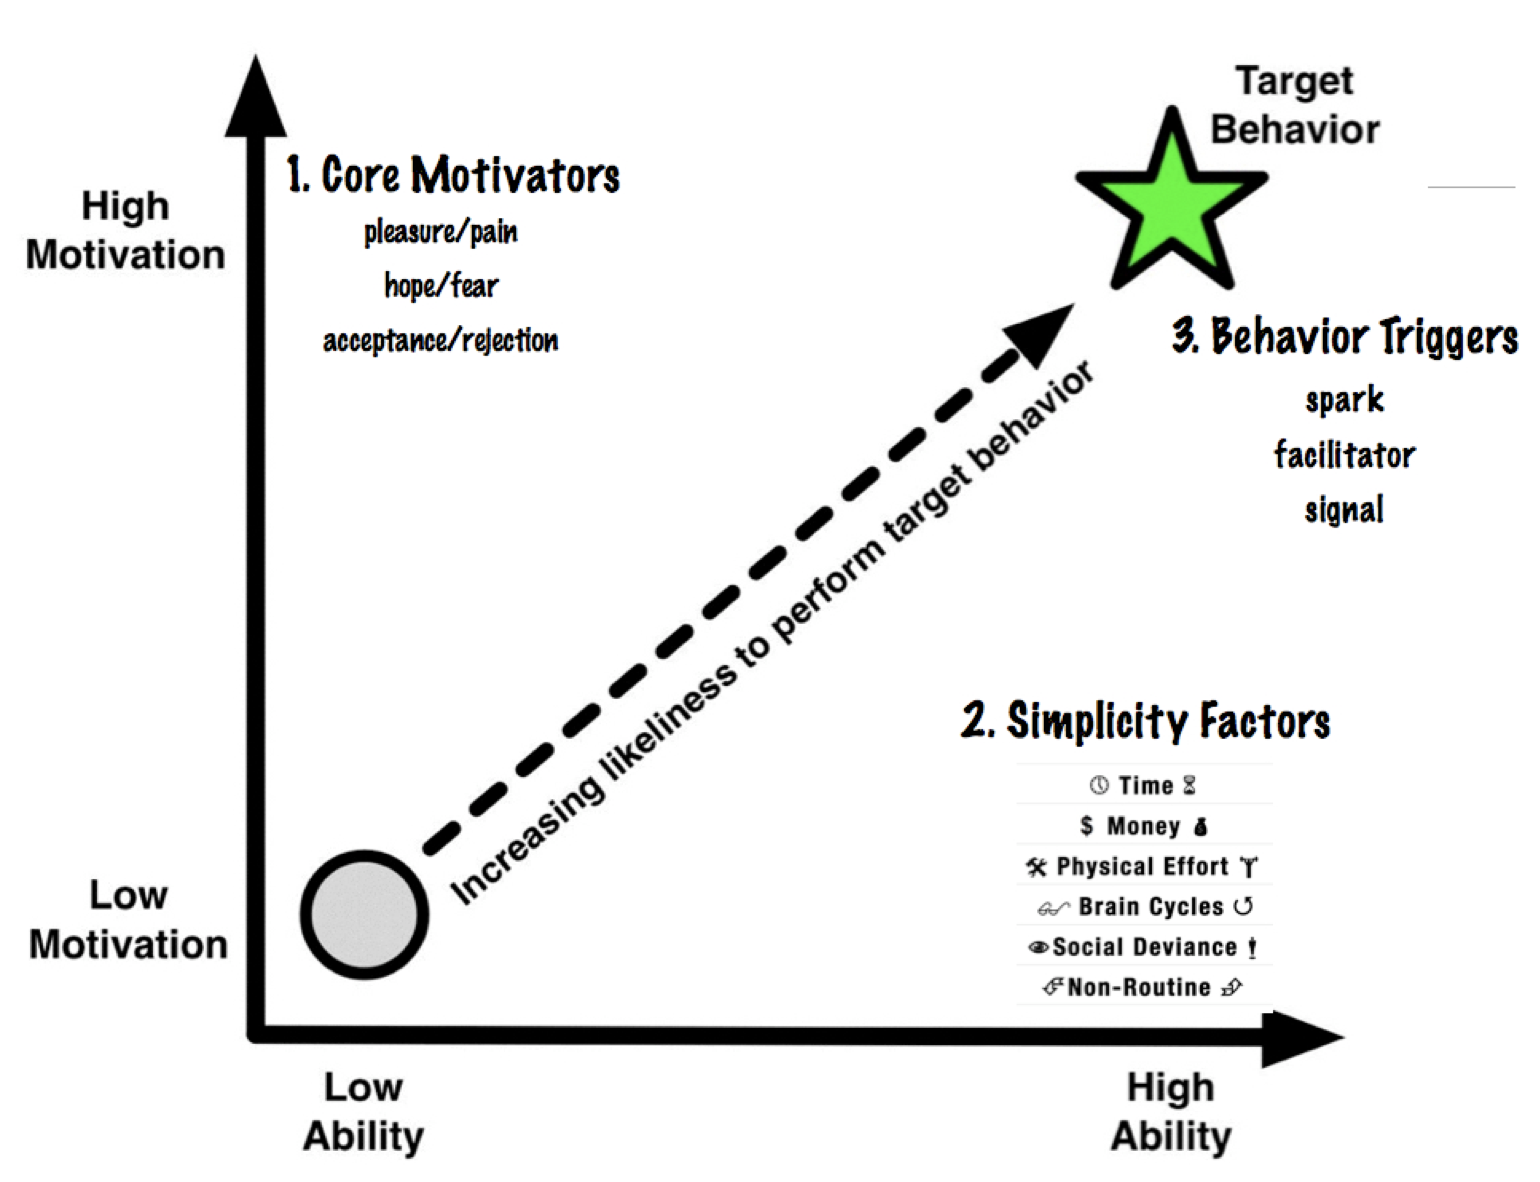 Target
Behavior
1. Core Motivators
pleasure/pain
hope/fear
acceptance/rejection
High
Motivation
3. Behavior Triggers
spark
facilitator
signal
Increasing likeliness to perform target behavior
2. Simplicity Factors
Time
$ Money
Physical Effort
Brain Cycles
Social Deviance
Non-Routine
Low
Motivation
Low
Ability
High
Ability